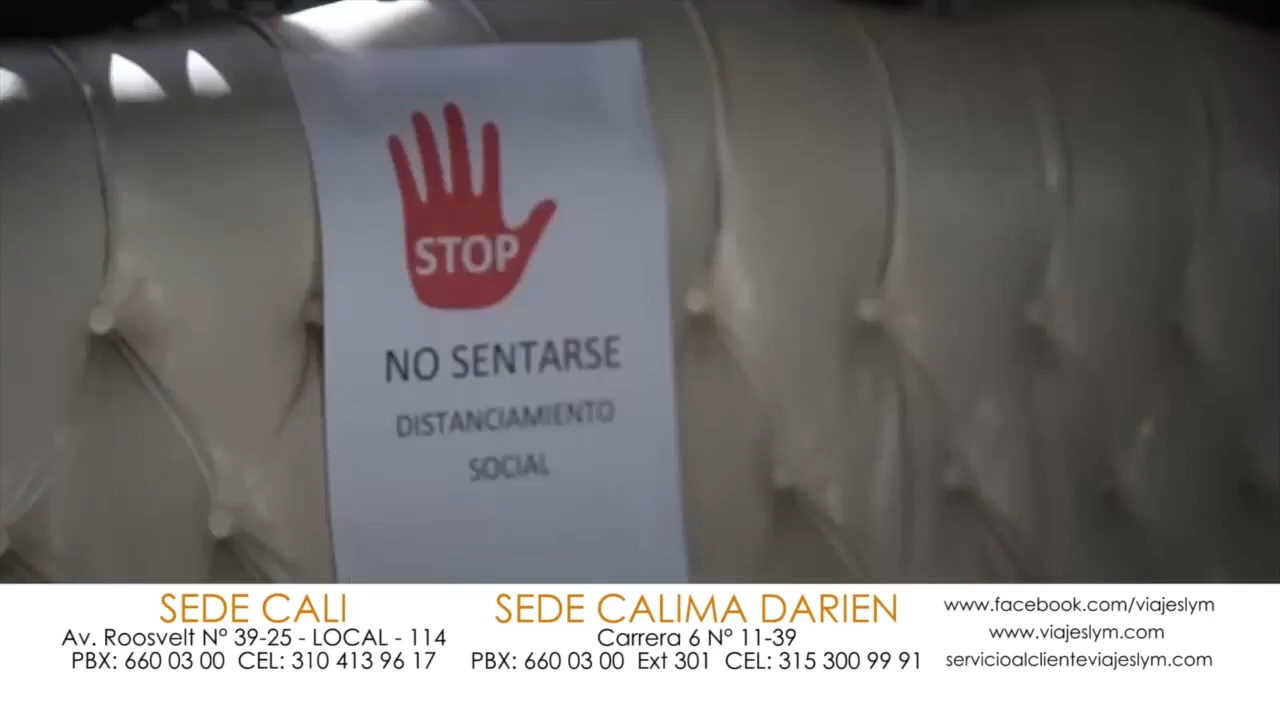 STOP
NO SENTARSE
DISTANCIAMIENTO
SOCIAL
SEDE CALI
Av. Roosvelt N° 39-25 - LOCAL - 114
PBX: 660 03 00 CEL: 310 413 96 17
SEDE CALIMA DARIEN
Carrera 6 N° 11-39
PBX: 660 03 00 Ext 301 CEL: 315 300 99 91
www.facebook.com/viajeslym
www.viajeslym.com
servicioalclienteviajeslym.com